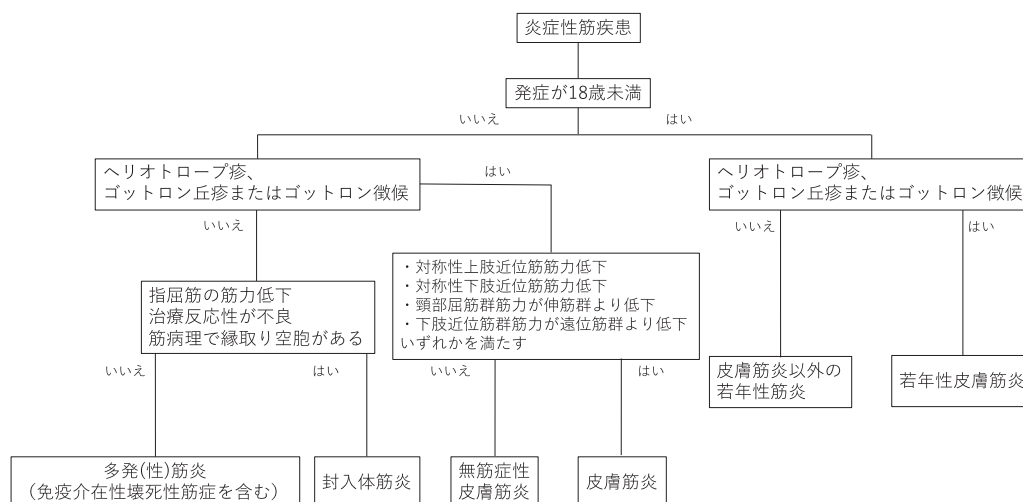 炎症性筋疾患
発症が18歳未満
いいえ
はい
ヘリオトロープ疹、
ゴットロン丘疹またはゴットロン徴候
はい
ヘリオトロープ疹、
ゴットロン丘疹またはゴットロン徴候
いいえ
いいえ
はい
・対称性上肢近位筋筋力低下
・対称性下肢近位筋筋力低下
・頸部屈筋群筋力が伸筋群より低下
・下肢近位筋群筋力が遠位筋群より低下
いずれかを満たす
指屈筋の筋力低下
治療反応性が不良
筋病理で縁取り空胞がある
いいえ
はい
いいえ
はい
皮膚筋炎以外の
若年性筋炎
若年性皮膚筋炎
多発(性)筋炎
(免疫介在性壊死性筋症を含む)
封入体筋炎
無筋症性
皮膚筋炎
皮膚筋炎